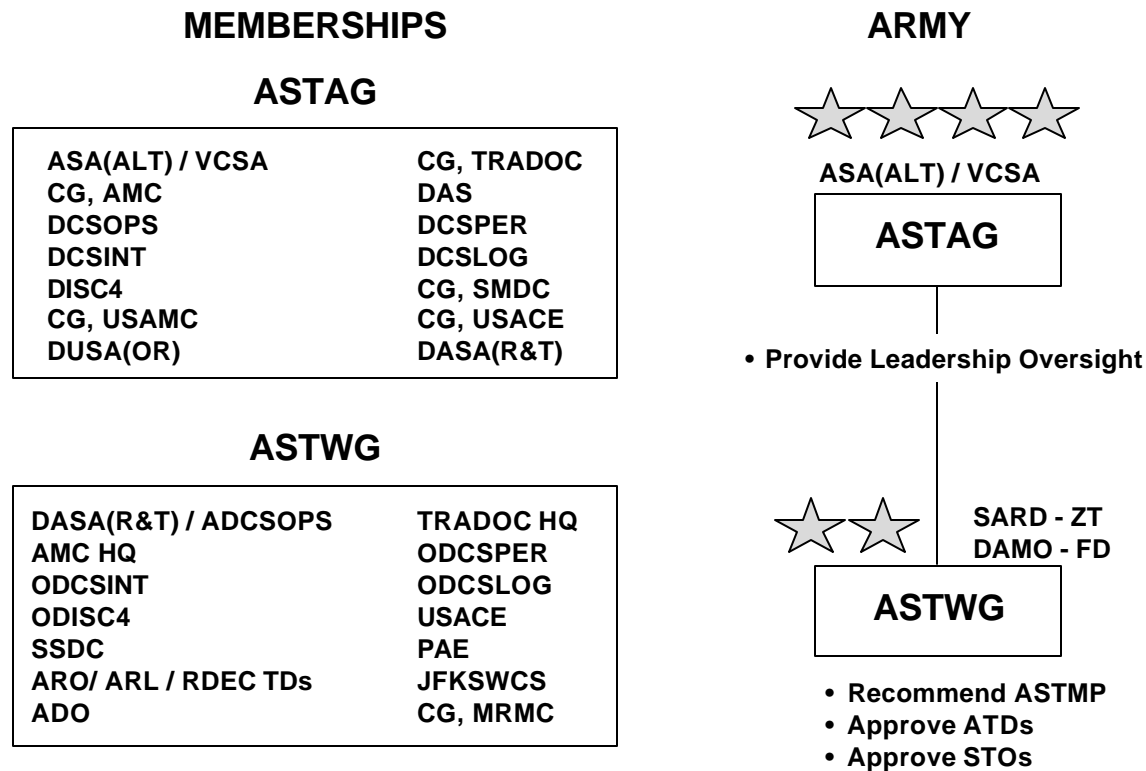 MEMBERSHIPS
ASTAG
ASA(ALT) / VCSA
CG, AMC
DCSOPS
DCSINT
DISC4
CG, USAMC
DUSA(OR)
CG, TRADOC
DAS
DCSPER
DCSLOG
CG, SMDC
CG, USACE
DASA(R&T)
ASTWG
DASA(R&T) / ADCSOPS
AMC HQ
ODCSINT
ODISC4
SSDC
ARO/ ARL / RDEC TDs
ADO
TRADOC HQ
ODCSPER
ODCSLOG
USACE
PAE
JFKSWCS
CG, MRMC
ARMY
ASA(ALT) / VCSA
ASTAG
• Provide Leadership Oversight
SARD - ZT
DAMO - FD
ASTWG
• Recommend ASTMP
• Approve ATDs
• Approve STOs